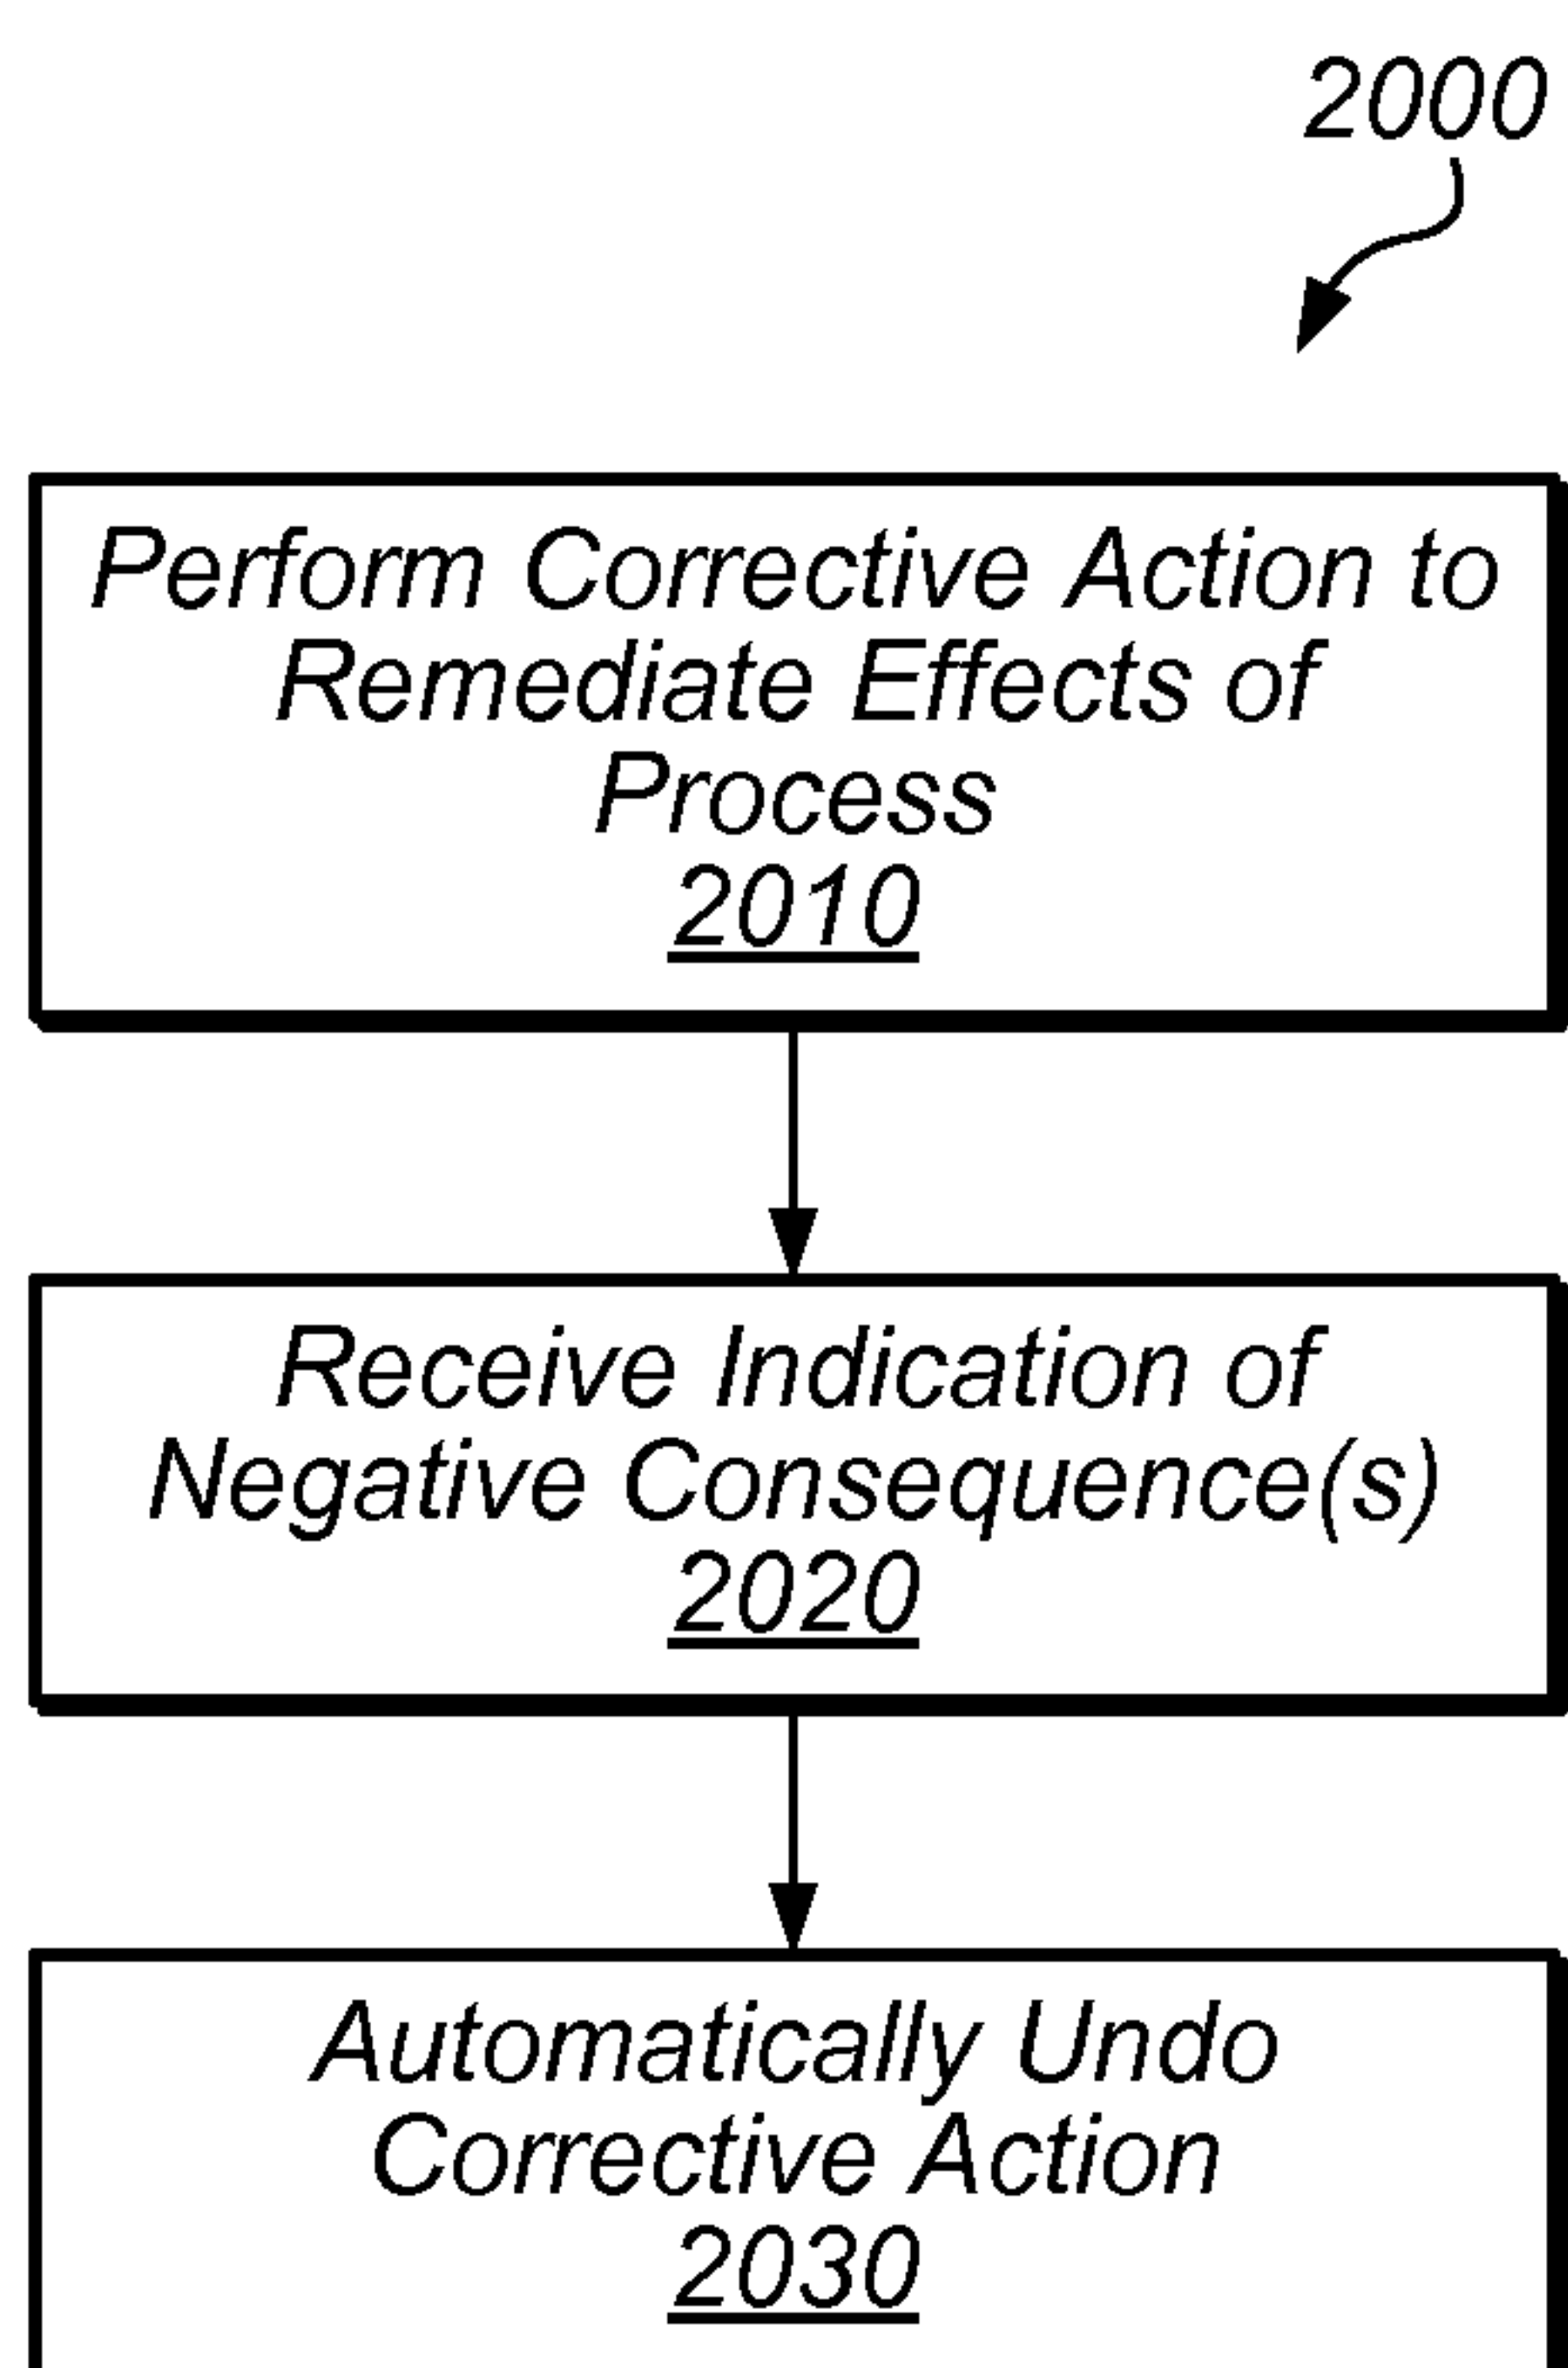 2000
Perform Corrective Action to
Remediate Effects of
Process
2010
Receive Indication of
Negative Consequence(s)
2020
Automatically Undo
Corrective Action
2030